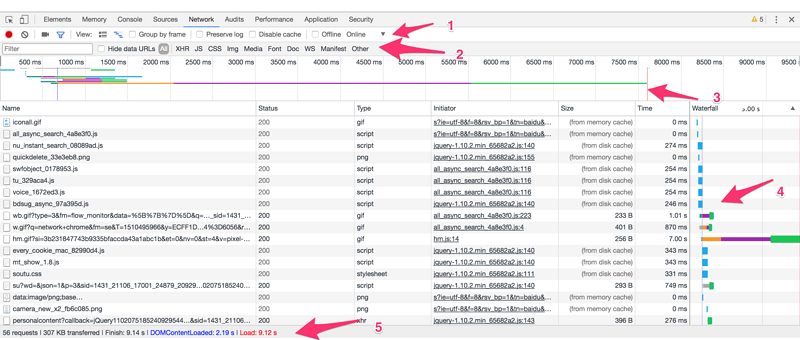 Elements Memory Console Sources Network Audits Performance Application Security 5
View: Group by frame Preserve log Disable cache Offline Online 1
Filter Hide data URLs All XHR JS CSS Img Media Font Doc WS Manifest Other 2
500 ms 1000 ms 1500 ms 2000 ms 2500 ms 3000 ms 3500 ms 4000 ms 4500 ms 5000 ms 5500 ms 6000 ms 6500 ms 7000 ms 7500 ms 8000 ms 8500 ms 9000 ms 9500
3
Name Status Type Initiator Size Time Waterfall
iconall.gif 200 gif s?ie=utf-8&f=8&rsv_bp=1&tn=baidu&… (from memory cache) 0 ms
all_async_search_4a8e3f0.js 200 script s?ie=utf-8&f=8&rsv_bp=1&tn=baidu&… (from memory cache) 0 ms
nu_instant_search_08089ad.js 200 script jquery-1.10.2.min_65682a2.js:140 (from disk cache) 274 ms
quickdelete_33e3eb8.png 200 png jquery-1.10.2.min_65682a2.js:155 (from memory cache) 0 ms
swfobject_0178953.js 200 script all_async_search_4a8e3f0.js:116 (from disk cache) 254 ms
tu_329aca4.js 200 script all_async_search_4a8e3f0.js:116 (from disk cache) 254 ms
voice_1672ed3.js 200 script all_async_search_4a8e3f0.js:116 (from disk cache) 254 ms
4
bdsug_async_97a395d.js 200 script jquery-1.10.2.min_65682a2.js:140 (from disk cache) 246 ms
wb.gif?type=3&fm=flow_monitor&data=%5B%7B%7D%5D&q=… _sid=1431_… 200 gif all_async_search_4a8e3f0.js:223 233 B 1.01 s
w.gif?q=network+chrome&fm=se&T=1510495966&y=ECFF1D…4%3D6056&r… 200 gif all_async_search_4a8e3f0.js:4 401 B 870 ms
hm.gif?si=3b231847743b9335bfaccda43a1abc1b&et=0&nv=0&st=4&v=pixel-… 200 gif hm.js:14 256 B 7.00 s
every_cookie_mac_82990d4.js 200 script jquery-1.10.2.min_65682a2.js:140 (from disk cache) 343 ms
mt_show_1.8.js 200 script jquery-1.10.2.min_65682a2.js:140 (from disk cache) 343 ms
soutu.css 200 stylesheet jquery-1.10.2.min_65682a2.js:111 (from disk cache) 331 ms
su?wd=&json=1&p=3&sid=1431_21106_17001_24879_20929…02075185240… 200 script jquery-1.10.2.min_65682a2.js:140 293 B 749 ms
data:image/png;base… 200 png s?ie=utf-8&f=8&rsv_bp=1&tn=baidu&… (from memory cache) 0 ms
camera_new_x2_fb6c085.png 200 png s?ie=utf-8&f=8&rsv_bp=1&tn=baidu&… (from memory cache) 0 ms
personalcontent?callback=jQuery110207518524092954​4…&sid=1431_2110… 200 xhr jquery-1.10.2.min_65682a2.js:143 396 B 276 ms
56 requests | 307 KB transferred | Finish: 9.14 s | DOMContentLoaded: 2.19 s | Load: 9.12 s 5